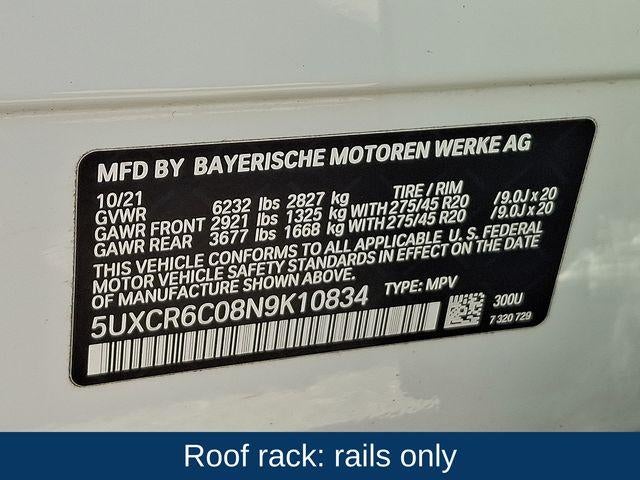 MFD BY BAYERISCHE MOTOREN WERKE AG
10/21 TIRE / RIM
GVWR 6232 lbs 2827 kg
GAWR FRONT 2921 lbs 1325 kg WITH 275/45 R20 / 9.0J x 20
GAWR REAR 3677 lbs 1668 kg WITH 275/45 R20 / 9.0J x 20
THIS VEHICLE CONFORMS TO ALL APPLICABLE U. S. FEDERAL
MOTOR VEHICLE SAFETY STANDARDS IN EFFECT ON THE DATE
OF MANUFACTURE SHOWN ABOVE.
5UXCR6C08N9K10834 TYPE: MPV
300U
7 320 729
Roof rack: rails only